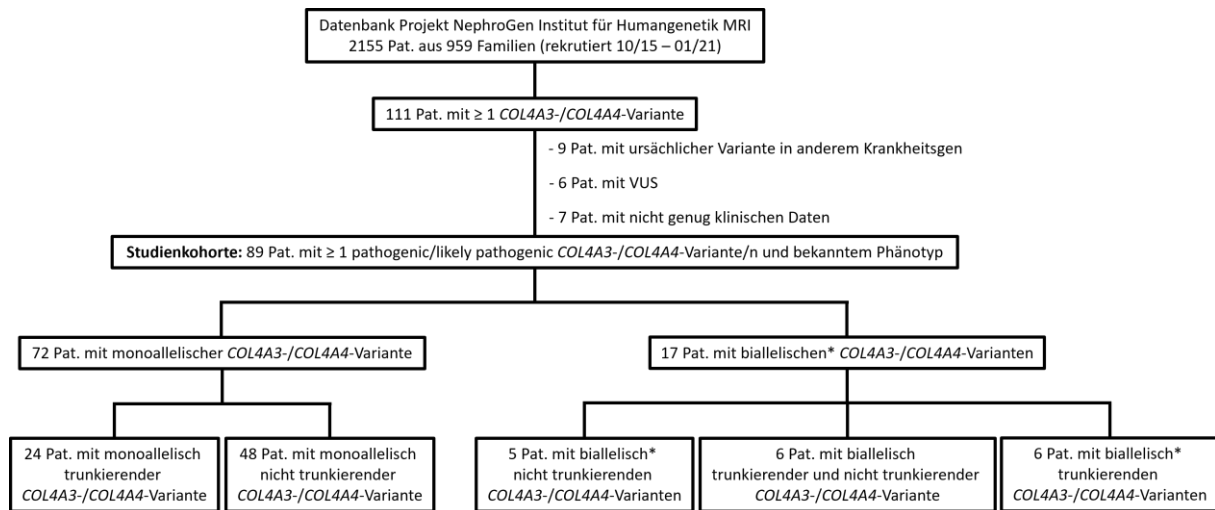 Datenbank Projekt NephroGen Institut für Humangenetik MRI
2155 Pat. aus 959 Familien (rekrutiert 10/15 – 01/21)
111 Pat. mit ≥ 1 COL4A3-/COL4A4-Variante
- 9 Pat. mit ursächlicher Variante in anderem Krankheitsgen
- 6 Pat. mit VUS
- 7 Pat. mit nicht genug klinischen Daten
Studienkohorte: 89 Pat. mit ≥ 1 pathogenic/likely pathogenic COL4A3-/COL4A4-Variante/n und bekanntem Phänotyp
72 Pat. mit monoallelischer COL4A3-/COL4A4-Variante
17 Pat. mit biallelischen* COL4A3-/COL4A4-Varianten
24 Pat. mit monoallelisch
trunkierender
COL4A3-/COL4A4-Variante
48 Pat. mit monoallelisch
nicht trunkierender
COL4A3-/COL4A4-Variante
5 Pat. mit biallelisch*
nicht trunkierenden
COL4A3-/COL4A4-Varianten
6 Pat. mit biallelisch
trunkierender und nicht trunkierender
COL4A3-/COL4A4-Variante
6 Pat. mit biallelisch*
trunkierenden
COL4A3-/COL4A4-Varianten